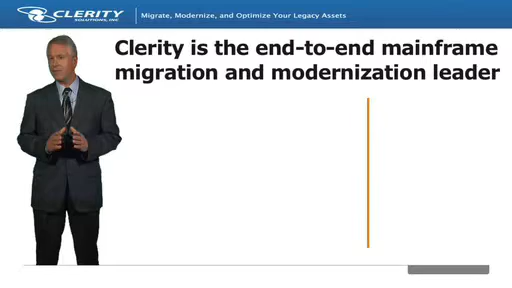 CLERITY
SOLUTIONS, INC
Migrate, Modernize, and Optimize Your Legacy Assets
Clerity is the end-to-end mainframe
migration and modernization leader